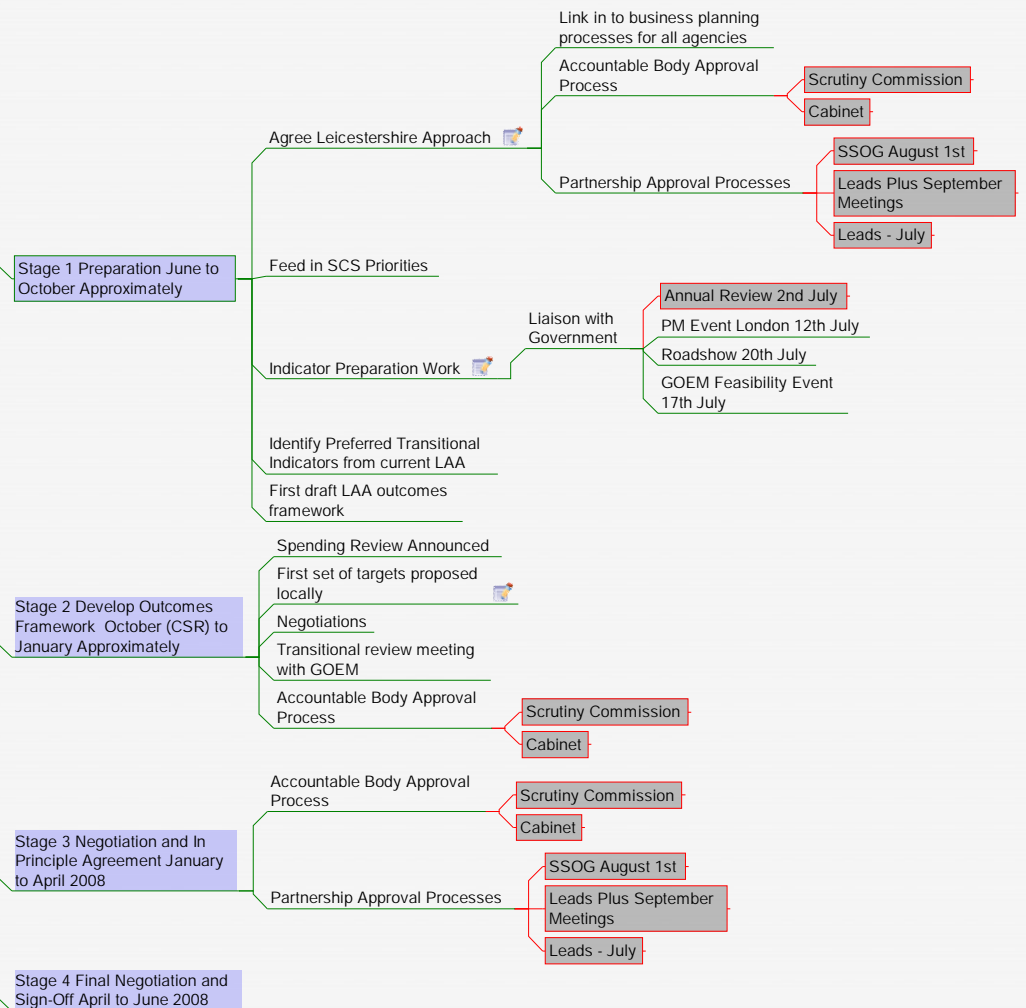 Link in to business planning
processes for all agencies
Accountable Body Approval
Process
Scrutiny Commission
Cabinet
Agree Leicestershire Approach
SSOG August 1st
Partnership Approval Processes
Leads Plus September
Meetings
Leads - July
Stage 1 Preparation June to
October Approximately
Feed in SCS Priorities
Annual Review 2nd July
Liaison with
Government
PM Event London 12th July
Roadshow 20th July
GOEM Feasibility Event
17th July
Indicator Preparation Work
Identify Preferred Transitional
Indicators from current LAA
First draft LAA outcomes
framework
Stage 2 Develop Outcomes
Framework  October (CSR) to
January Approximately
Spending Review Announced
First set of targets proposed
locally
Negotiations
Transitional review meeting
with GOEM
Accountable Body Approval
Process
Scrutiny Commission
Cabinet
Stage 3 Negotiation and In
Principle Agreement January
to April 2008
Accountable Body Approval
Process
Scrutiny Commission
Cabinet
Partnership Approval Processes
SSOG August 1st
Leads Plus September
Meetings
Leads - July
Stage 4 Final Negotiation and
Sign-Off April to June 2008